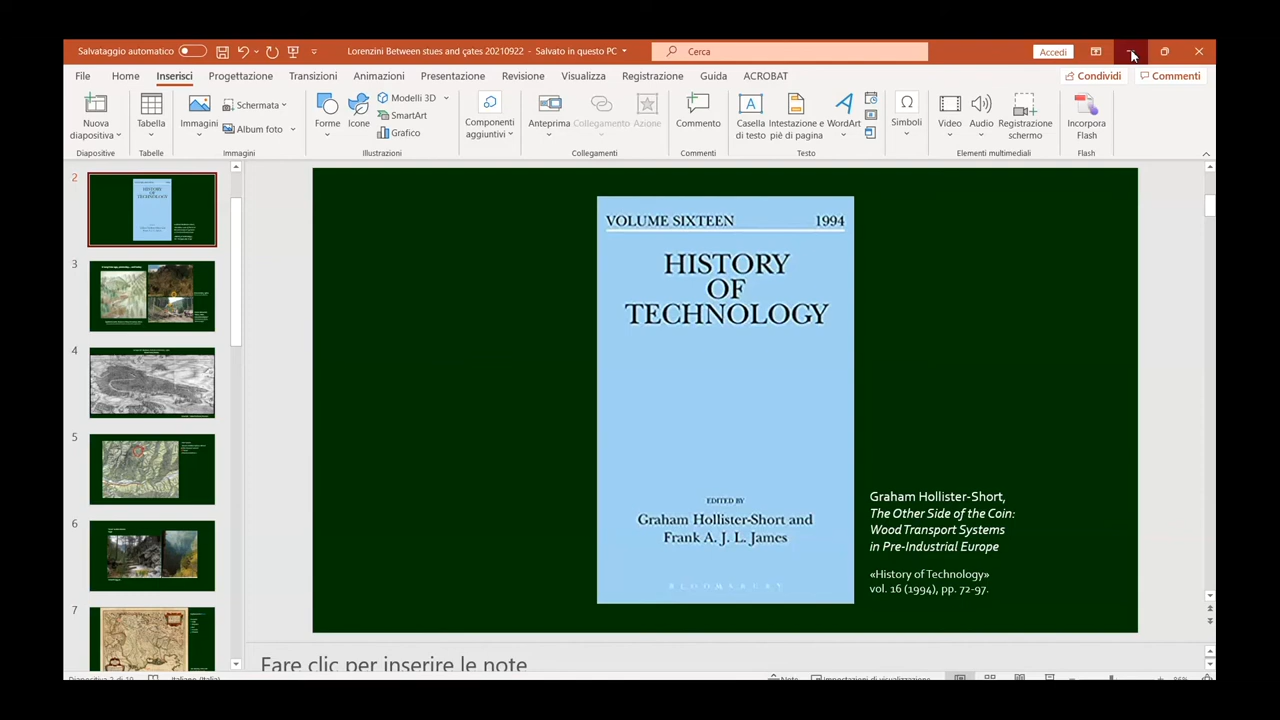 Salvataggio automatico
Lorenzini Between stues and çates 20210922 - Salvato in questo PC
Cerca
Accedi
File Home Inserisci Progettazione Transizioni Animazioni Presentazione Revisione Visualizza Registrazione Guida ACROBAT
Condividi Commenti
Nuova diapositiva
Tabella
Immagini
Schermata
Album foto
Forme
Icone
Modelli 3D
SmartArt
Grafico
Componenti aggiuntivi
Anteprima
Collegamento
Azione
Commento
Casella di testo
Intestazione e piè di pagina
WordArt
Simboli
Video
Audio
Registrazione schermo
Incorpora Flash
Diapositive Tabelle Immagini Illustrazioni Collegamenti Commenti Testo Elementi multimediali Flash
2
HISTORY
OF
TECHNOLOGY
3
4
5
6
7
VOLUME SIXTEEN 1994
HISTORY
OF
TECHNOLOGY
EDITED BY
Graham Hollister-Short and
Frank A. J. L. James
BLOOMSBURY
Graham Hollister-Short,
The Other Side of the Coin:
Wood Transport Systems
in Pre-Industrial Europe
«History of Technology»
vol. 16 (1994), pp. 72-97.
Fare clic per inserire le note